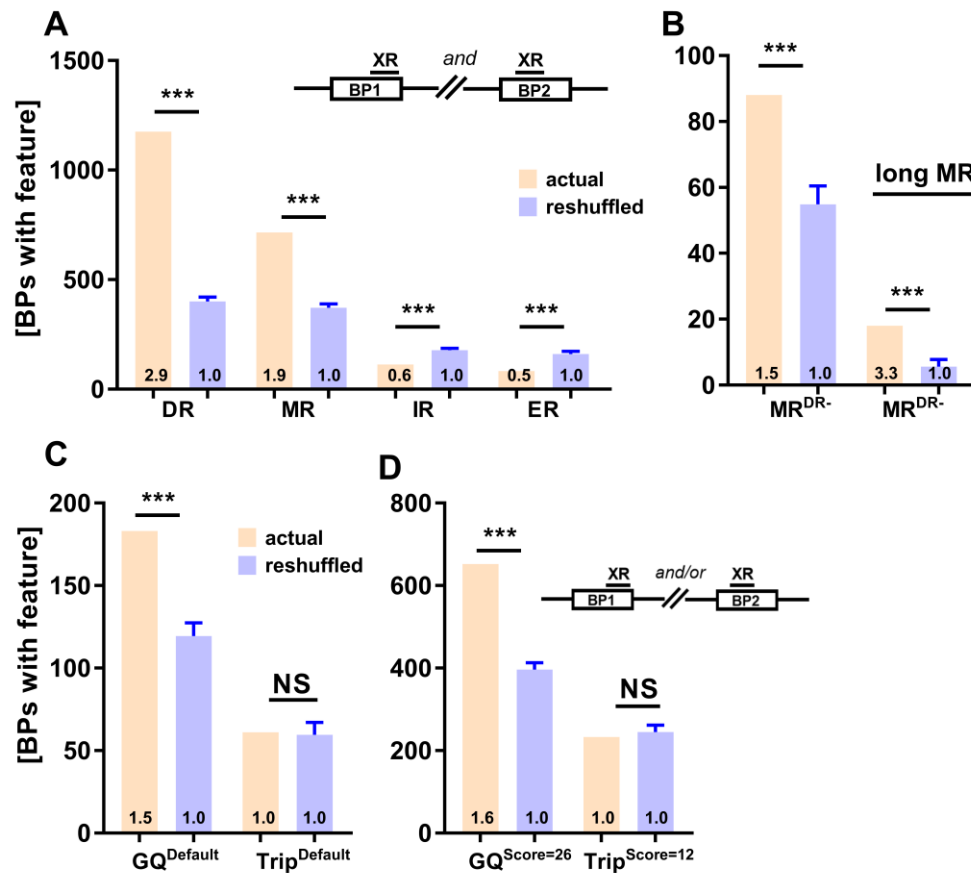 A
1500
1000
500
0
[BPs with feature]
***
***
***
***
XR and XR
BP1 BP2
actual
reshuffled
2.9 1.0 1.9 1.0 0.6 1.0 0.5 1.0
DR MR IR ER
B
100
80
60
40
20
0
***
long MR
***
1.5 1.0 3.3 1.0
MR^DR- MR^DR-
C
200
150
100
50
0
[BPs with feature]
***
actual
reshuffled
NS
1.5 1.0 1.0 1.0
GQ^Default Trip^Default
D
800
600
400
200
0
***
XR and/or XR
BP1 BP2
NS
1.6 1.0 1.0 1.0
GQ^Score=26 Trip^Score=12